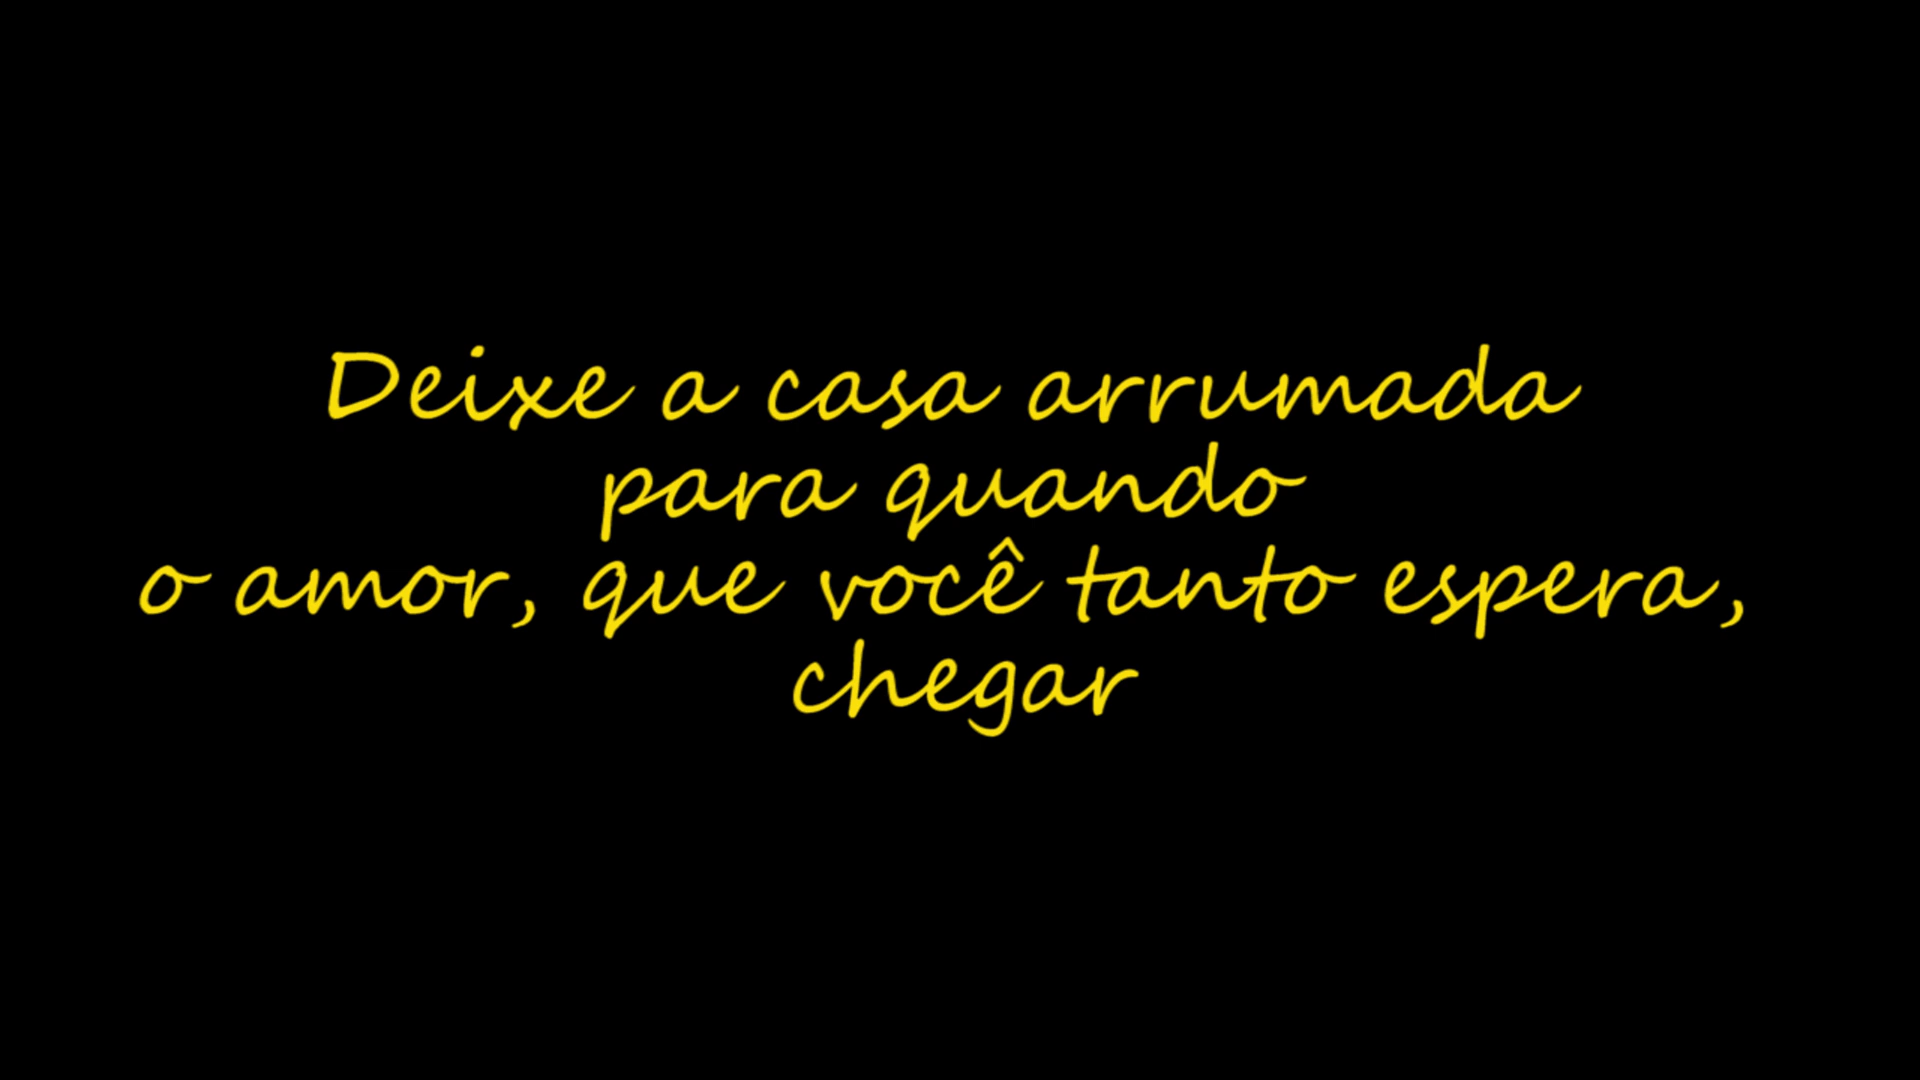 Deixe a casa arrumada
para quando
o amor, que você tanto espera,
chegar